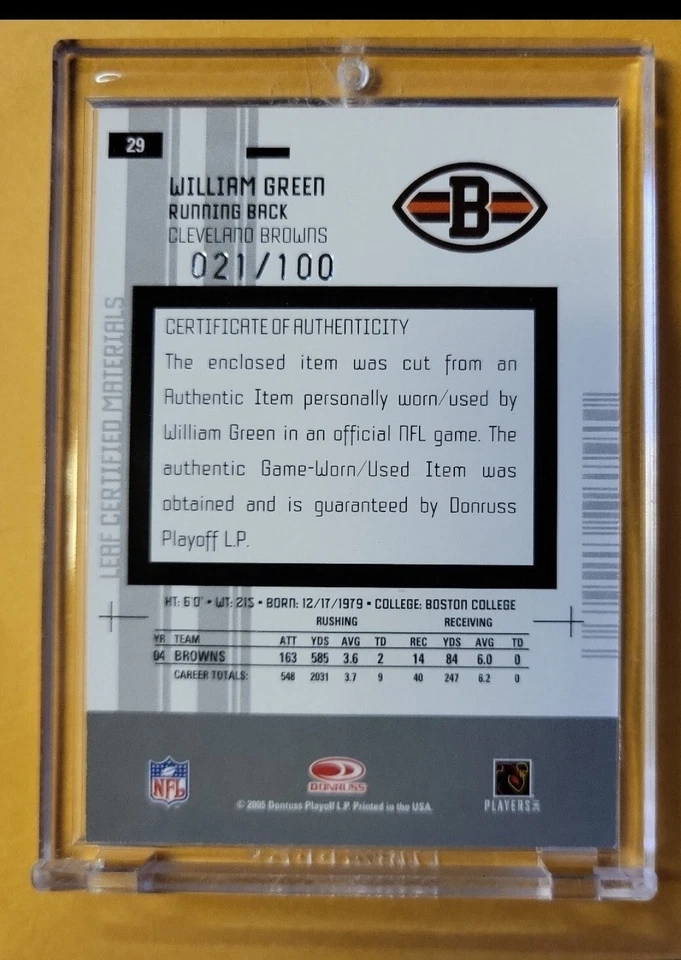 29
WILLIAM GREEN
RUNNING BACK
CLEVELAND BROWNS
021/100
B
LEAF CERTIFIED MATERIALS
CERTIFICATE OF AUTHENTICITY
The enclosed item was cut from an
Authentic Item personally worn/used by
William Green in an official NFL game. The
authentic Game-Worn/Used Item was
obtained and is guaranteed by Donruss
Playoff L.P.
HT: 6'0" • WT: 215 • BORN: 12/17/1979 • COLLEGE: BOSTON COLLEGE
RUSHING RECEIVING
YR TEAM ATT YDS AVG TD REC YDS AVG TD
04 BROWNS 163 585 3.6 2 14 84 6.0 0
CAREER TOTALS: 548 2031 3.7 9 40 247 6.2 0
NFL
DONRUSS
PLAYERS INC
© 2005 Donruss Playoff L.P. Printed in the USA.